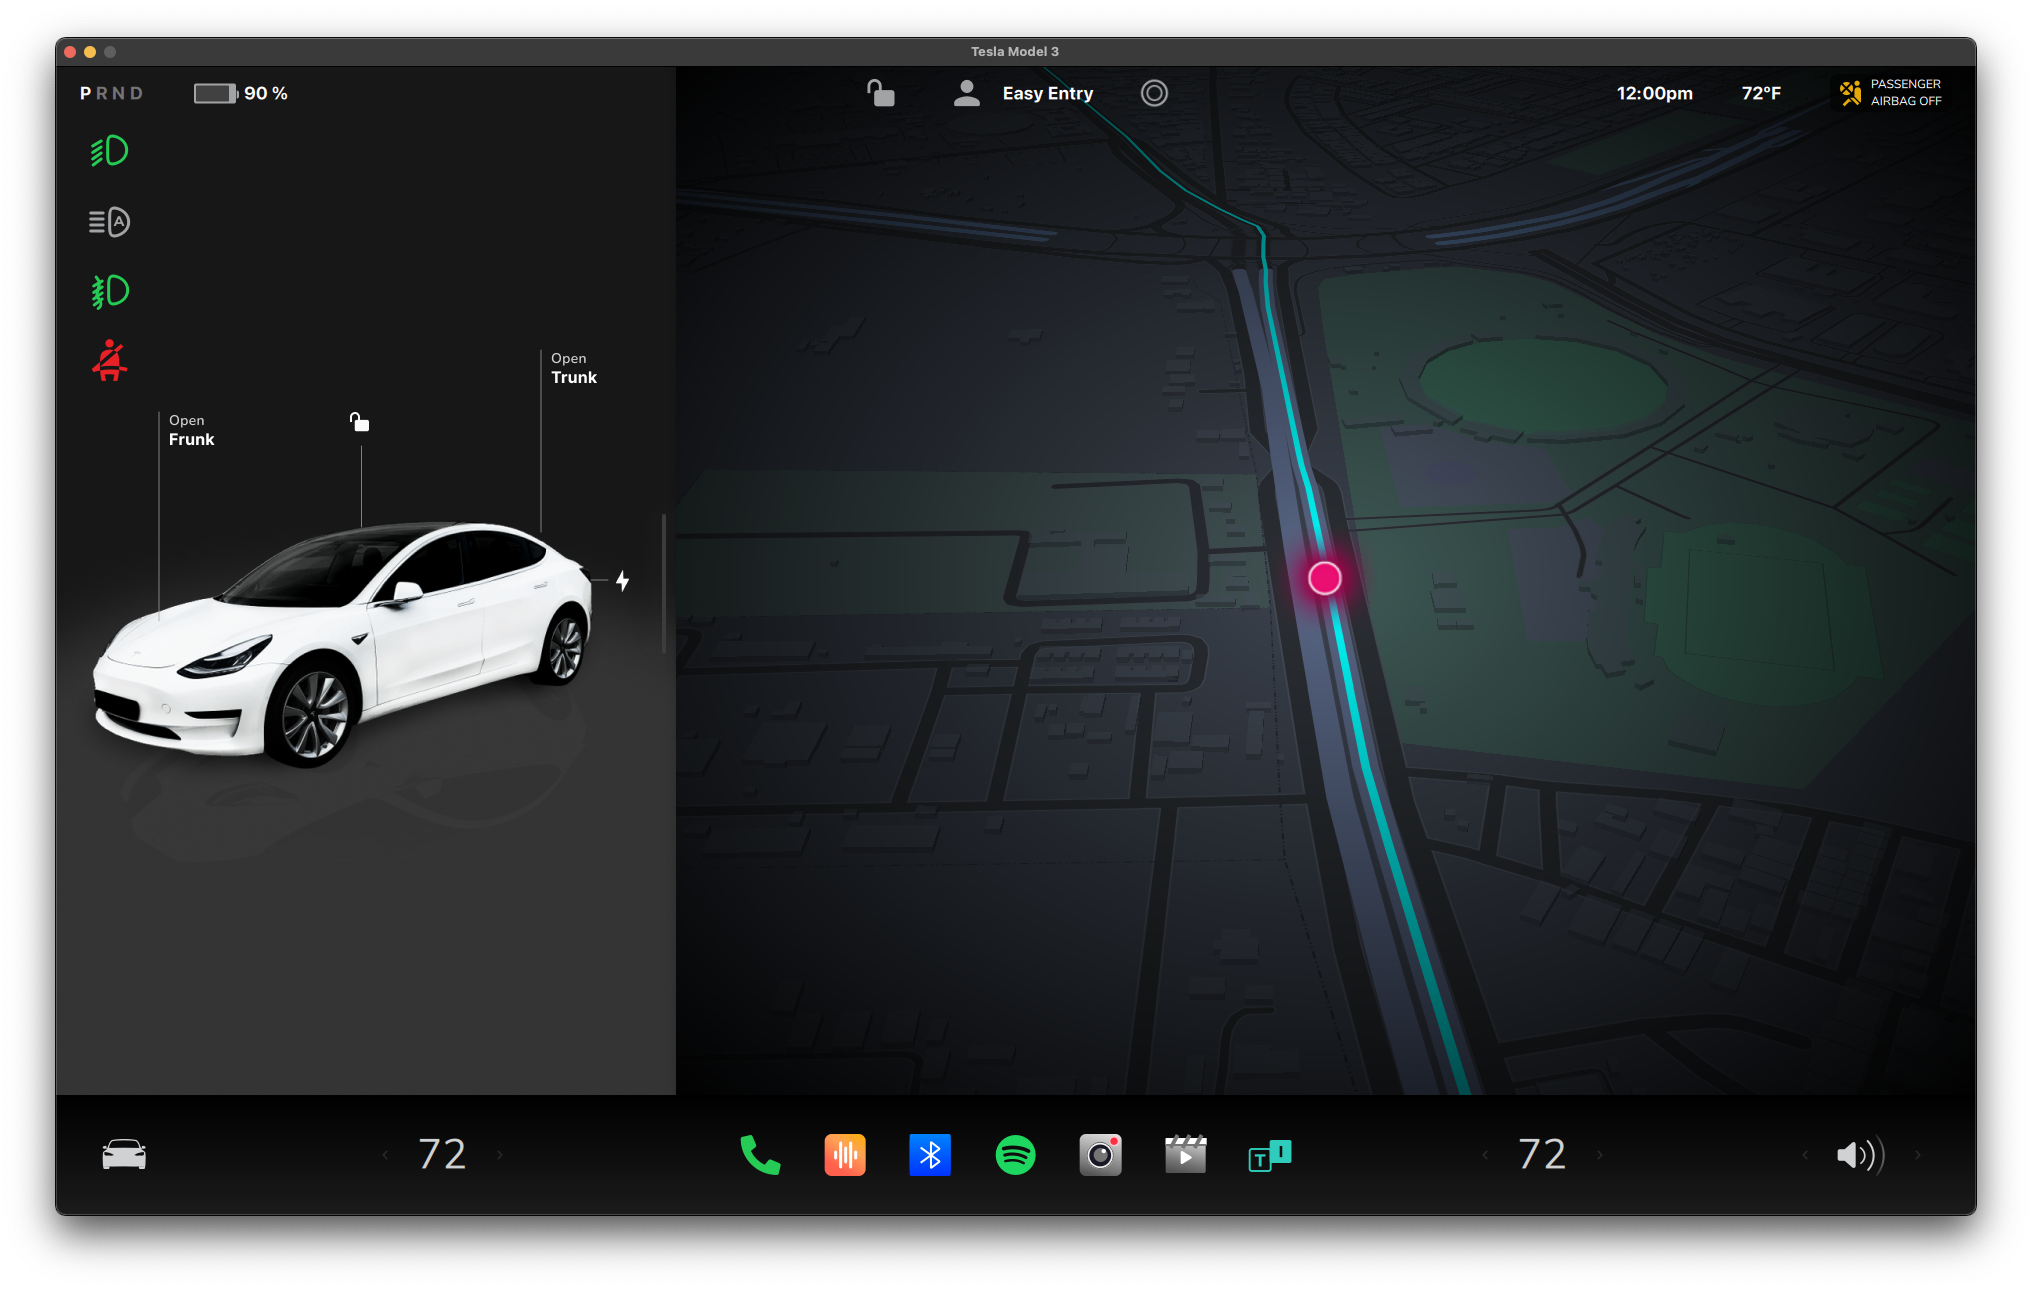 Tesla Model 3
P R N D
90 %
Easy Entry
12:00pm
72°F
PASSENGER
AIRBAG OFF
A
Open
Trunk
Open
Frunk
72
T I
72